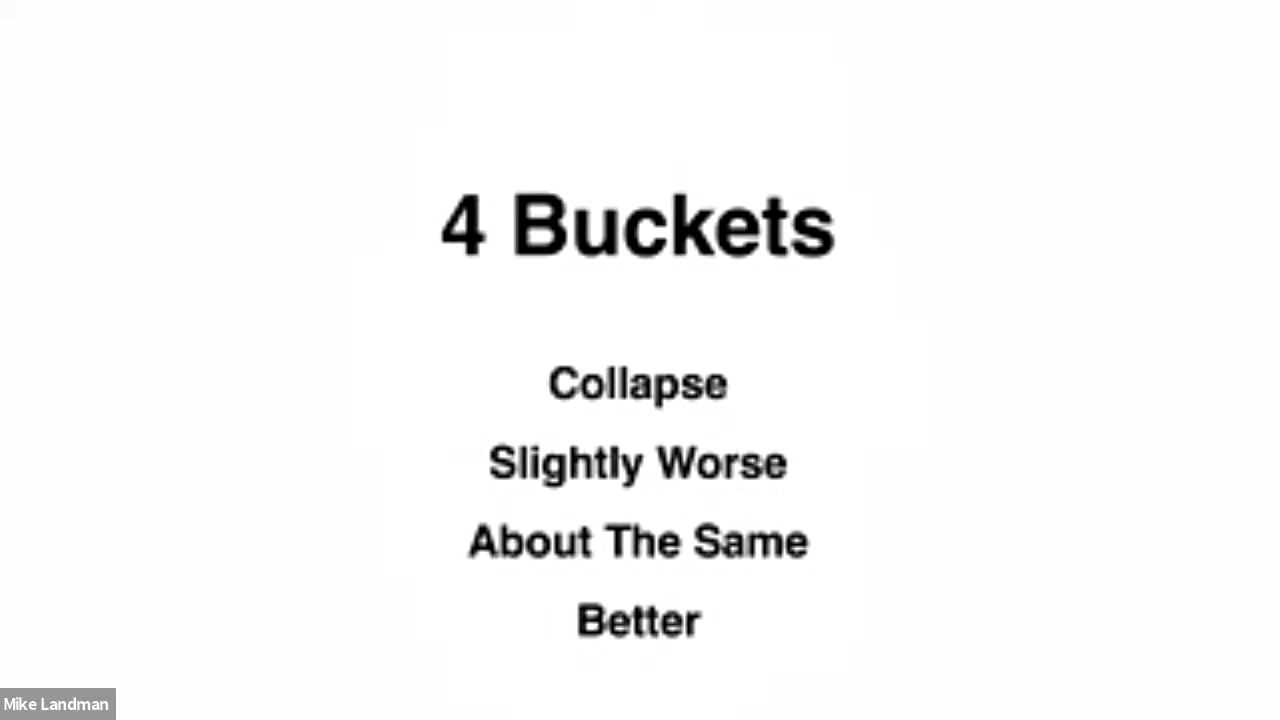 4 Buckets
Collapse
Slightly Worse
About The Same
Better
Mike Landman